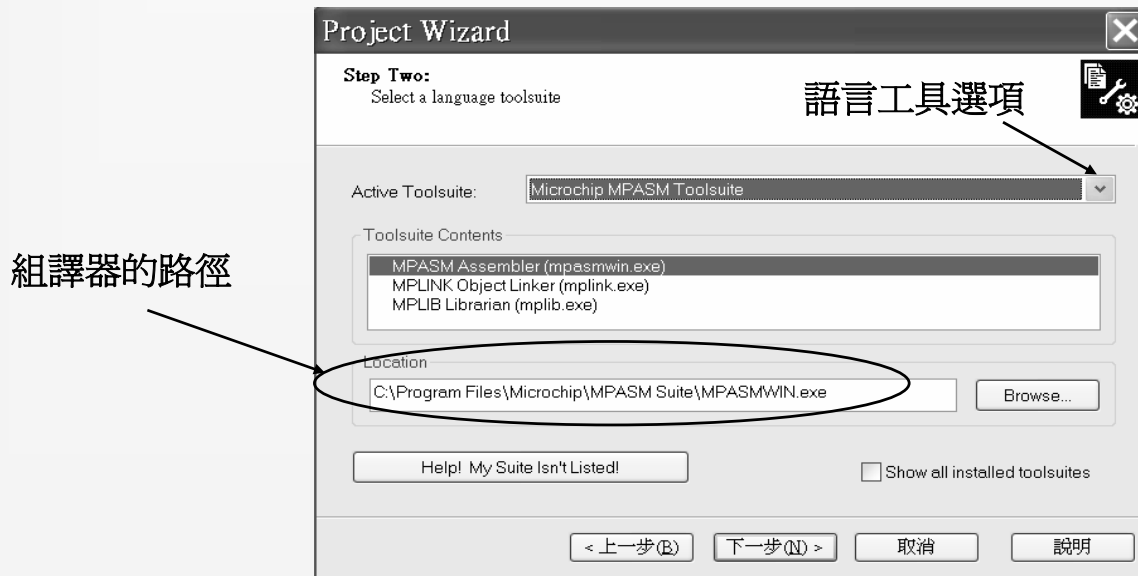 Project Wizard
Step Two:
Select a language toolsuite
語言工具選項
Active Toolsuite:
Microchip MPASM Toolsuite
Toolsuite Contents
MPASM Assembler (mpasmwin.exe)
MPLINK Object Linker (mplink.exe)
MPLIB Librarian (mplib.exe)
組譯器的路徑
Location
C:\Program Files\Microchip\MPASM Suite\MPASMWIN.exe
Browse...
Help! My Suite Isn't Listed!
Show all installed toolsuites
< 上一步(B)
下一步(N) >
取消
說明